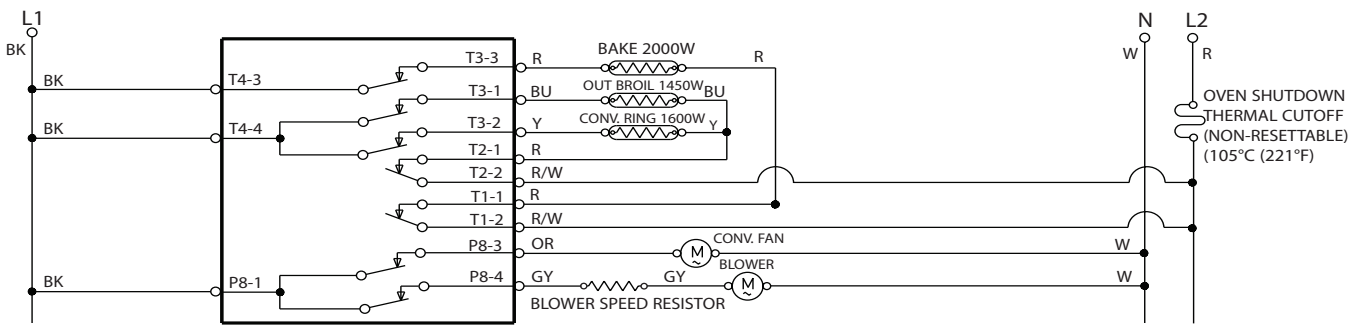 L1
N L2
BK
W R
BK T4-3 T3-3 R BAKE 2000W R
T3-1 BU OUT BROIL 1450W BU
BK T4-4 T3-2 Y CONV. RING 1600W Y
T2-1 R
T2-2 R/W
T1-1 R
T1-2 R/W
OVEN SHUTDOWN
THERMAL CUTOFF
(NON-RESETTABLE)
(105°C (221°F)
P8-3 OR M ~ CONV. FAN W
BK P8-1 P8-4 GY GY M ~ BLOWER W
BLOWER SPEED RESISTOR